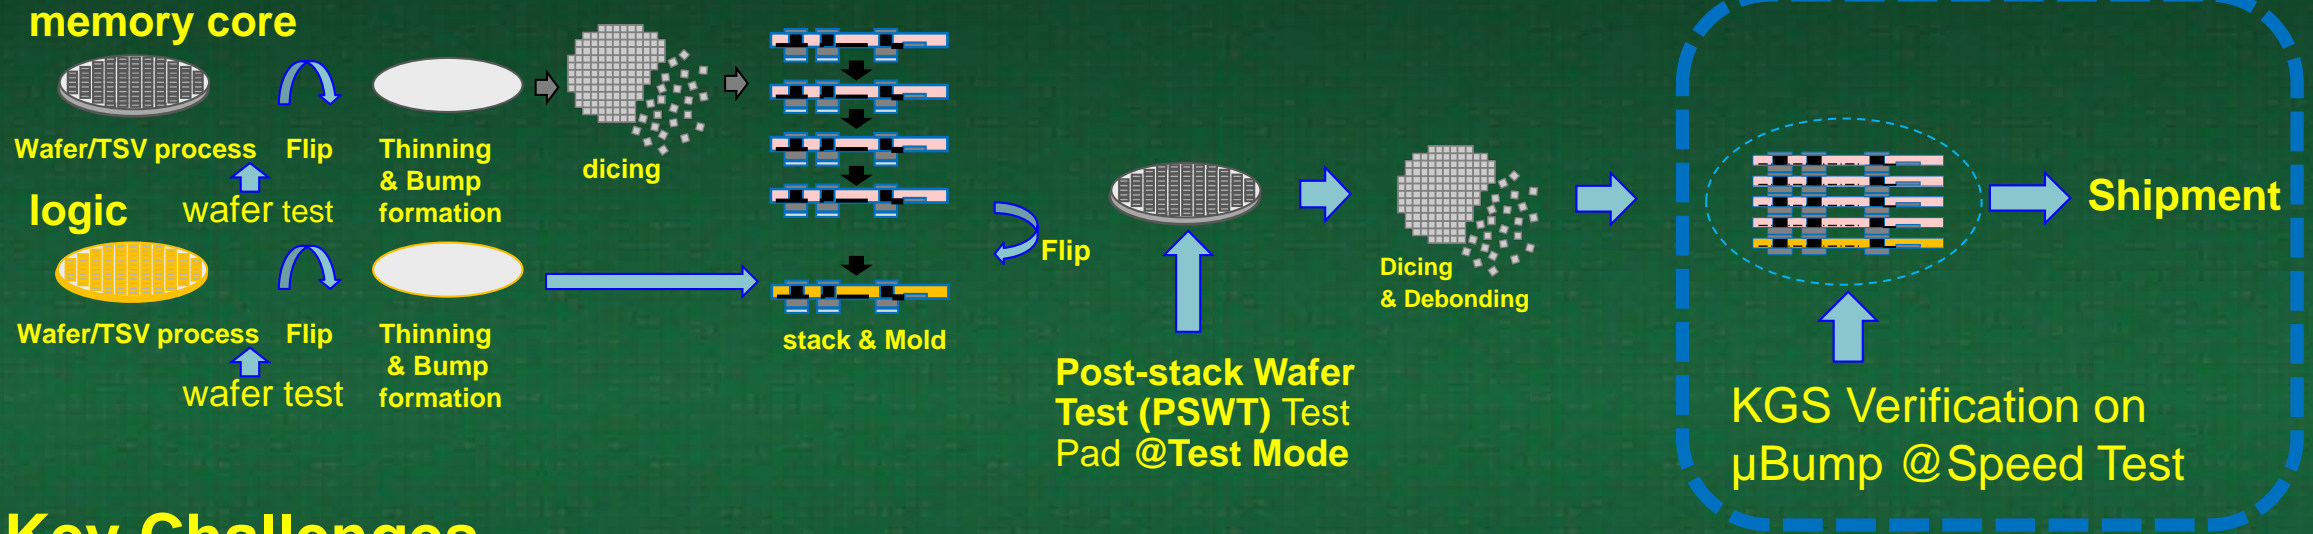 memory core
Wafer/TSV process
Flip
Thinning
& Bump
formation
dicing
wafer test
logic
Wafer/TSV process
Flip
Thinning
& Bump
formation
wafer test
stack & Mold
Flip
Post-stack Wafer
Test (PSWT) Test
Pad @Test Mode
Dicing
& Debonding
KGS Verification on
µBump @Speed Test
Shipment
Key Challenges